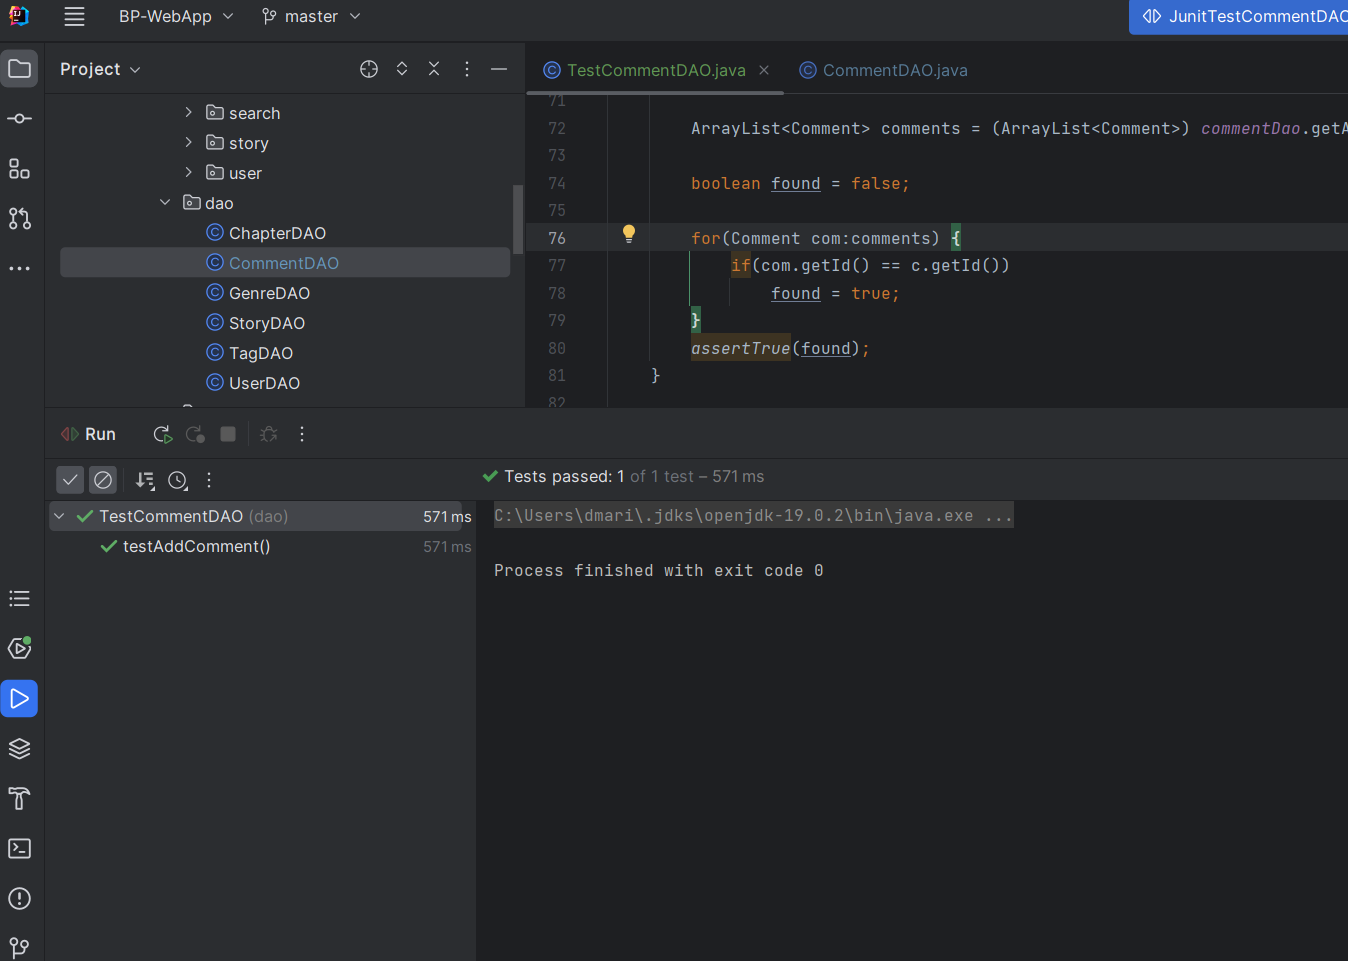 BP-WebApp master JunitTestCommentDAO
Project
search
story
user
dao
ChapterDAO
CommentDAO
GenreDAO
StoryDAO
TagDAO
UserDAO
TestCommentDAO.java CommentDAO.java
71
72 ArrayList<Comment> comments = (ArrayList<Comment>) commentDao.getA
73
74 boolean found = false;
75
76 for(Comment com:comments) {
77 if(com.getId() == c.getId())
78 found = true;
79 }
80 assertTrue(found);
81 }
82
Run
Tests passed: 1 of 1 test – 571 ms
TestCommentDAO (dao) 571 ms
testAddComment() 571 ms
C:\Users\dmari\.jdks\openjdk-19.0.2\bin\java.exe ...
Process finished with exit code 0